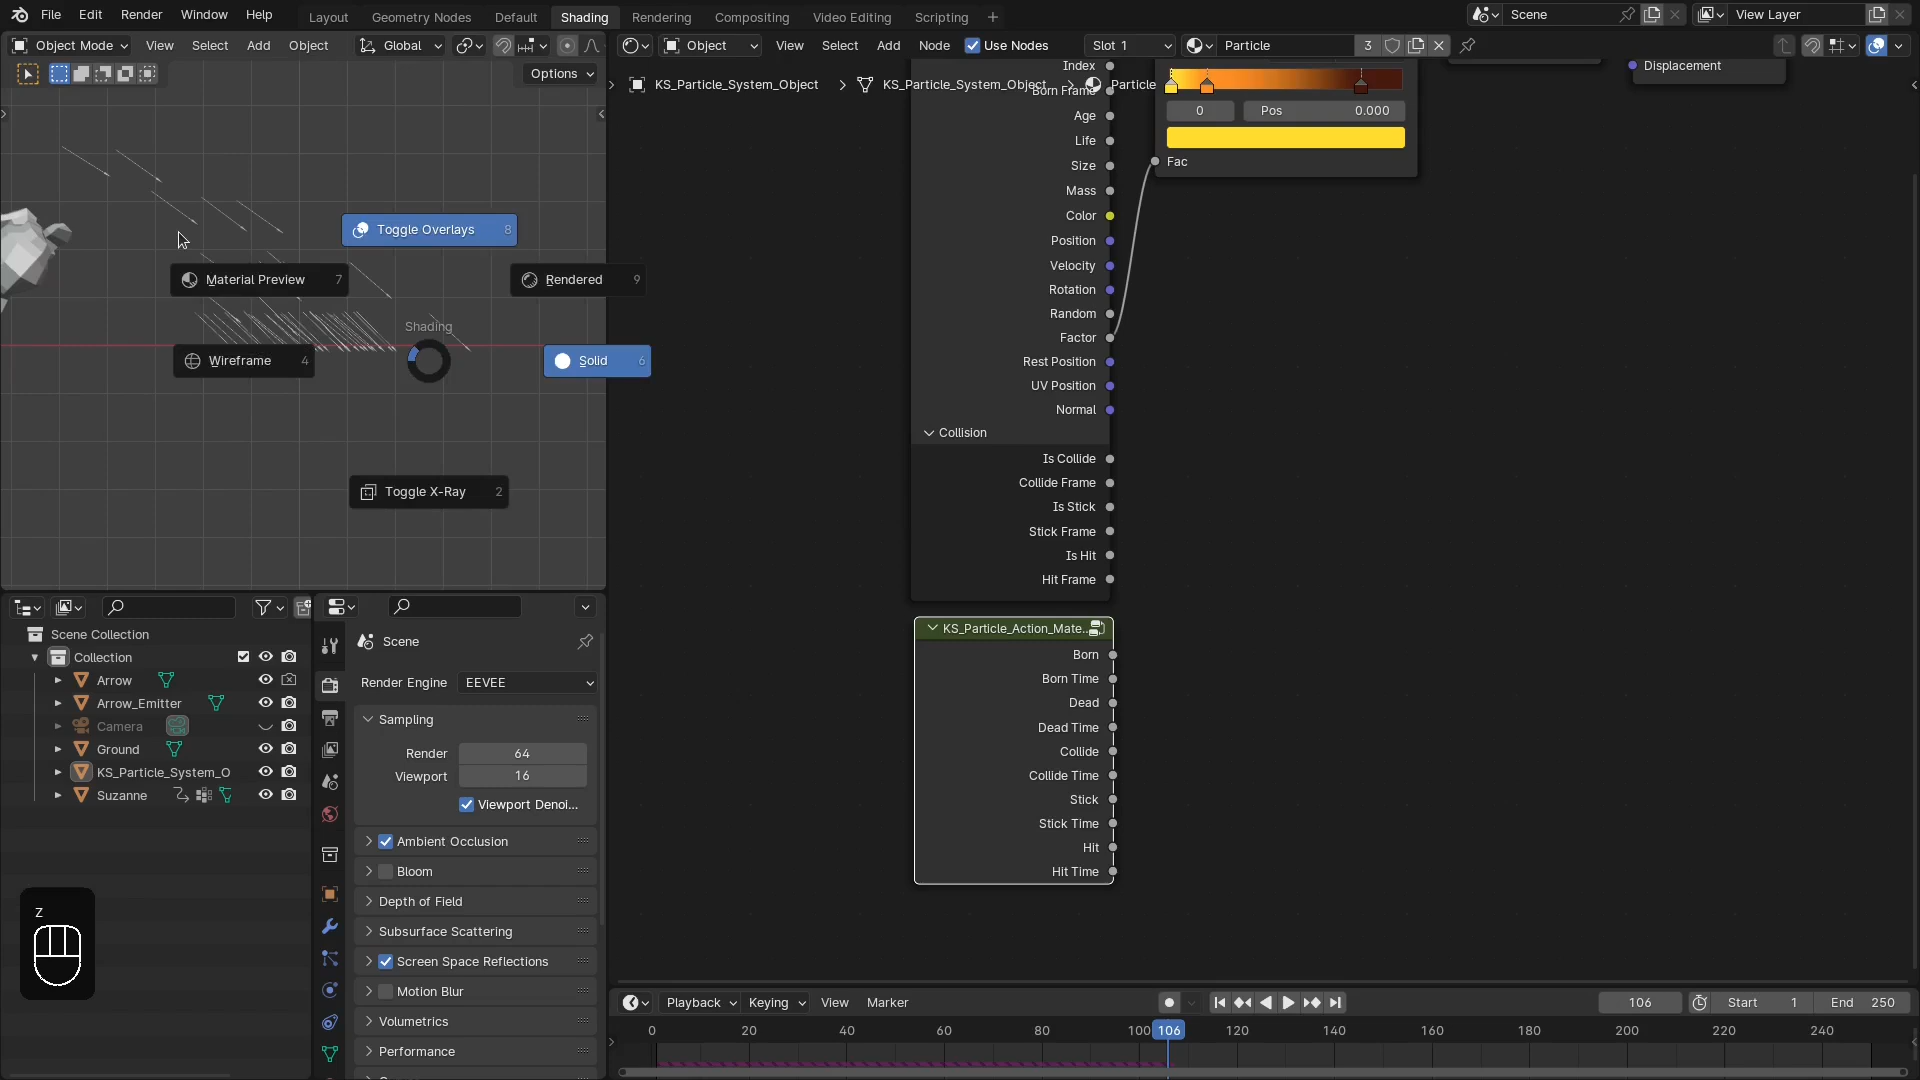 File Edit Render Window Help Layout Geometry Nodes Default Shading Rendering Compositing Video Editing Scripting + Scene View Layer
Object Mode View Select Add Object Global Object View Select Add Node Use Nodes Slot 1 Particle 3
Options
KS_Particle_System_Object KS_Particle_System_Object Particle
Index
Born Frame
Age
Life
Size
Mass
Color
Position
Velocity
Rotation
Random
Factor
Rest Position
UV Position
Normal
Collision
Is Collide
Collide Frame
Is Stick
Stick Frame
Is Hit
Hit Frame
0 Pos 0.000
Fac
Displacement
Toggle Overlays 8
Material Preview 7
Rendered 9
Shading
Wireframe 4
Solid 6
Toggle X-Ray 2
KS_Particle_Action_Mate..
Born
Born Time
Dead
Dead Time
Collide
Collide Time
Stick
Stick Time
Hit
Hit Time
Scene Collection
Collection
Arrow
Arrow_Emitter
Camera
Ground
KS_Particle_System_O
Suzanne
Z
Scene
Render Engine EEVEE
Sampling
Render 64
Viewport 16
Viewport Denoi...
Ambient Occlusion
Bloom
Depth of Field
Subsurface Scattering
Screen Space Reflections
Motion Blur
Volumetrics
Performance
Playback Keying View Marker 106 Start 1 End 250
0 20 40 60 80 100 106 120 140 160 180 200 220 240